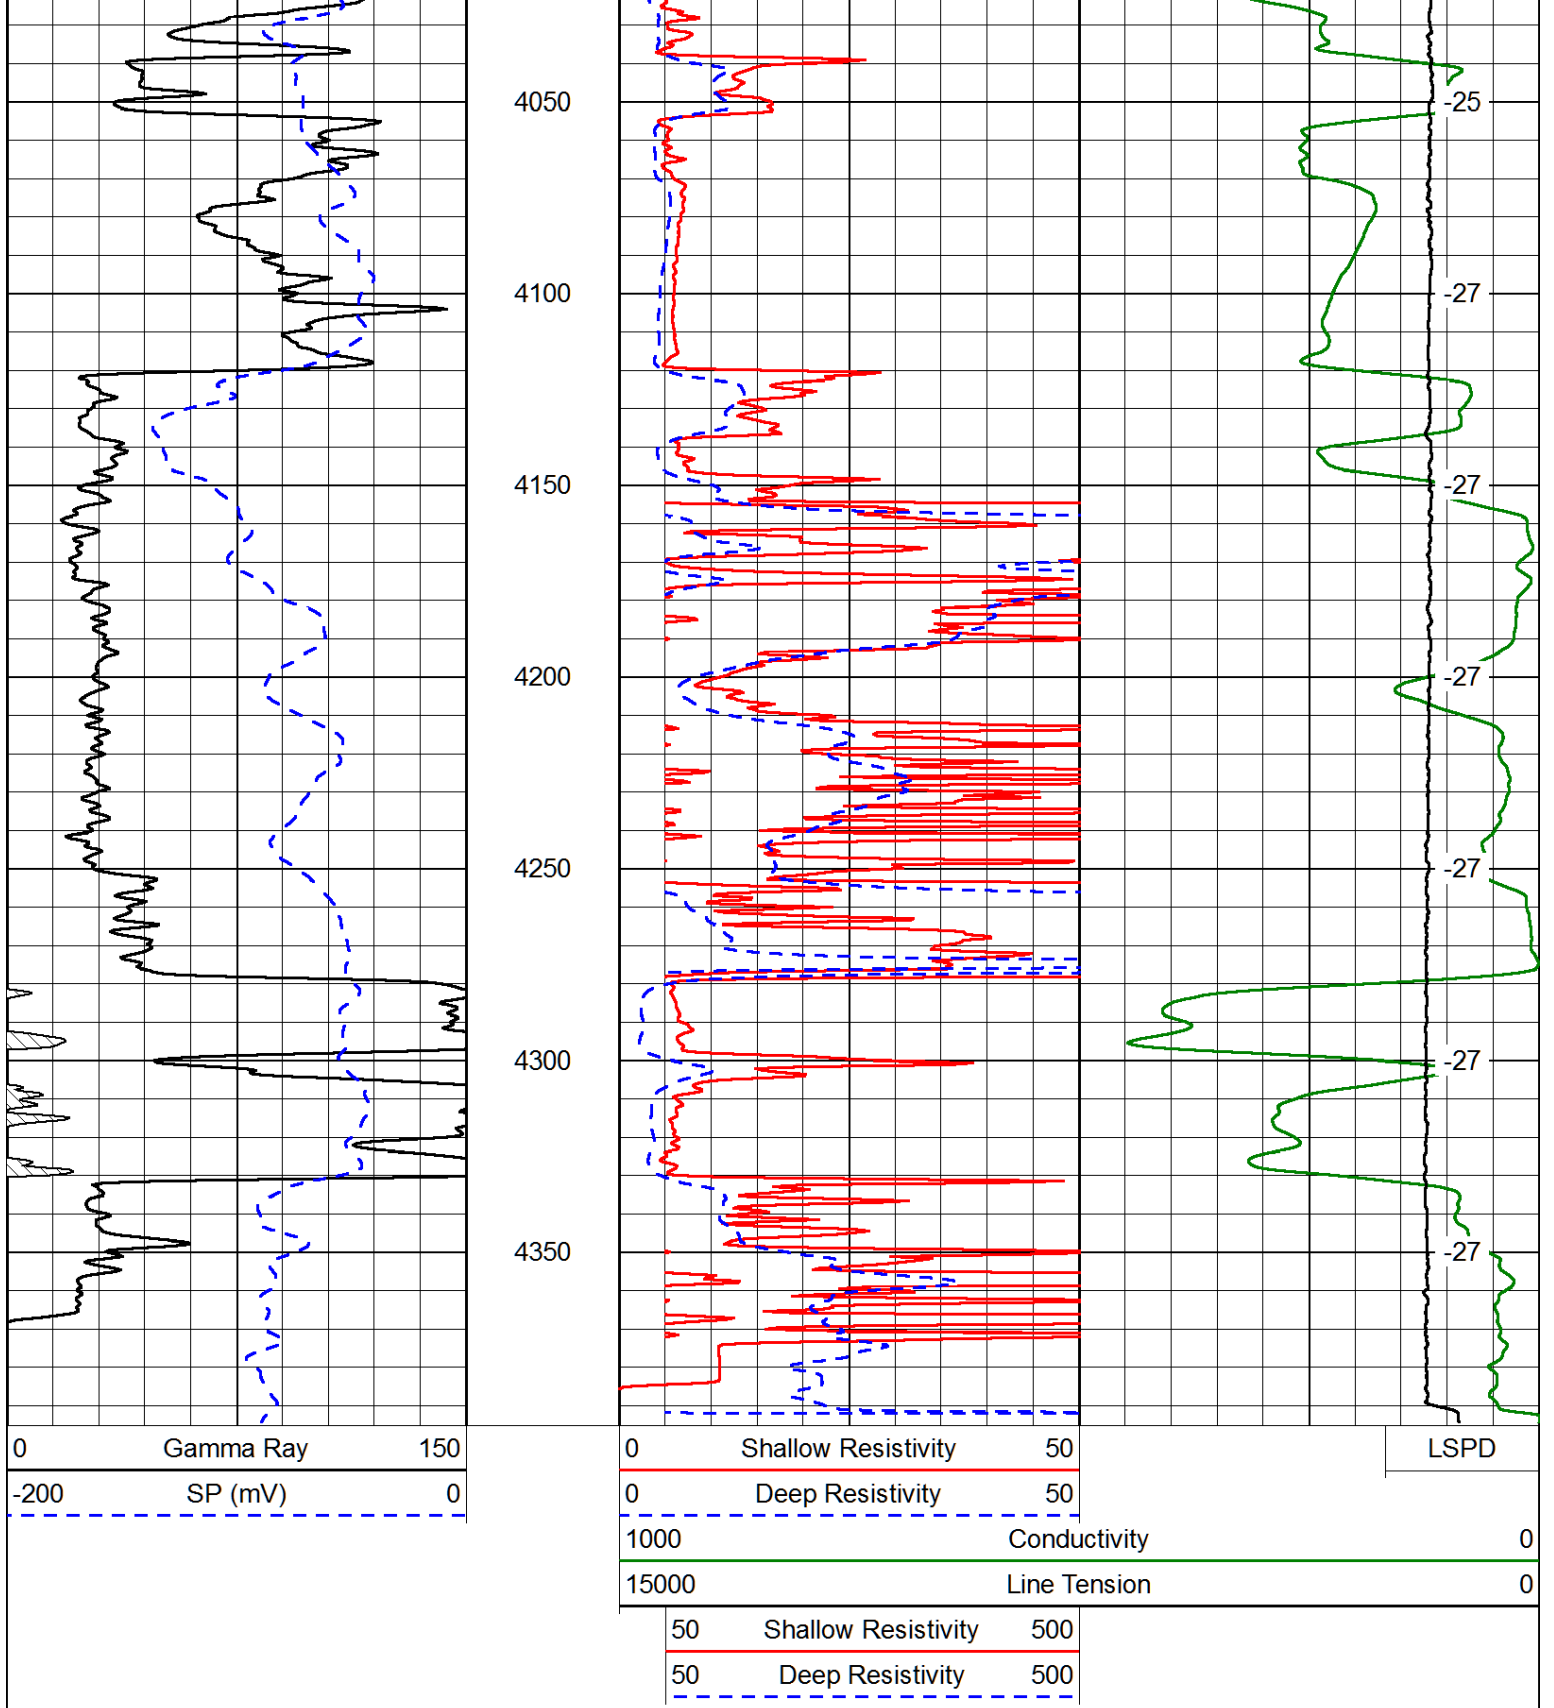 4050 -25
4100 -27
4150 -27
4200 -27
4250 -27
4300 -27
4350 -27
0 Gamma Ray 150 0 Shallow Resistivity 50 LSPD
-200 SP (mV) 0 0 Deep Resistivity 50
1000 Conductivity 0
15000 Line Tension 0
50 Shallow Resistivity 500
50 Deep Resistivity 500